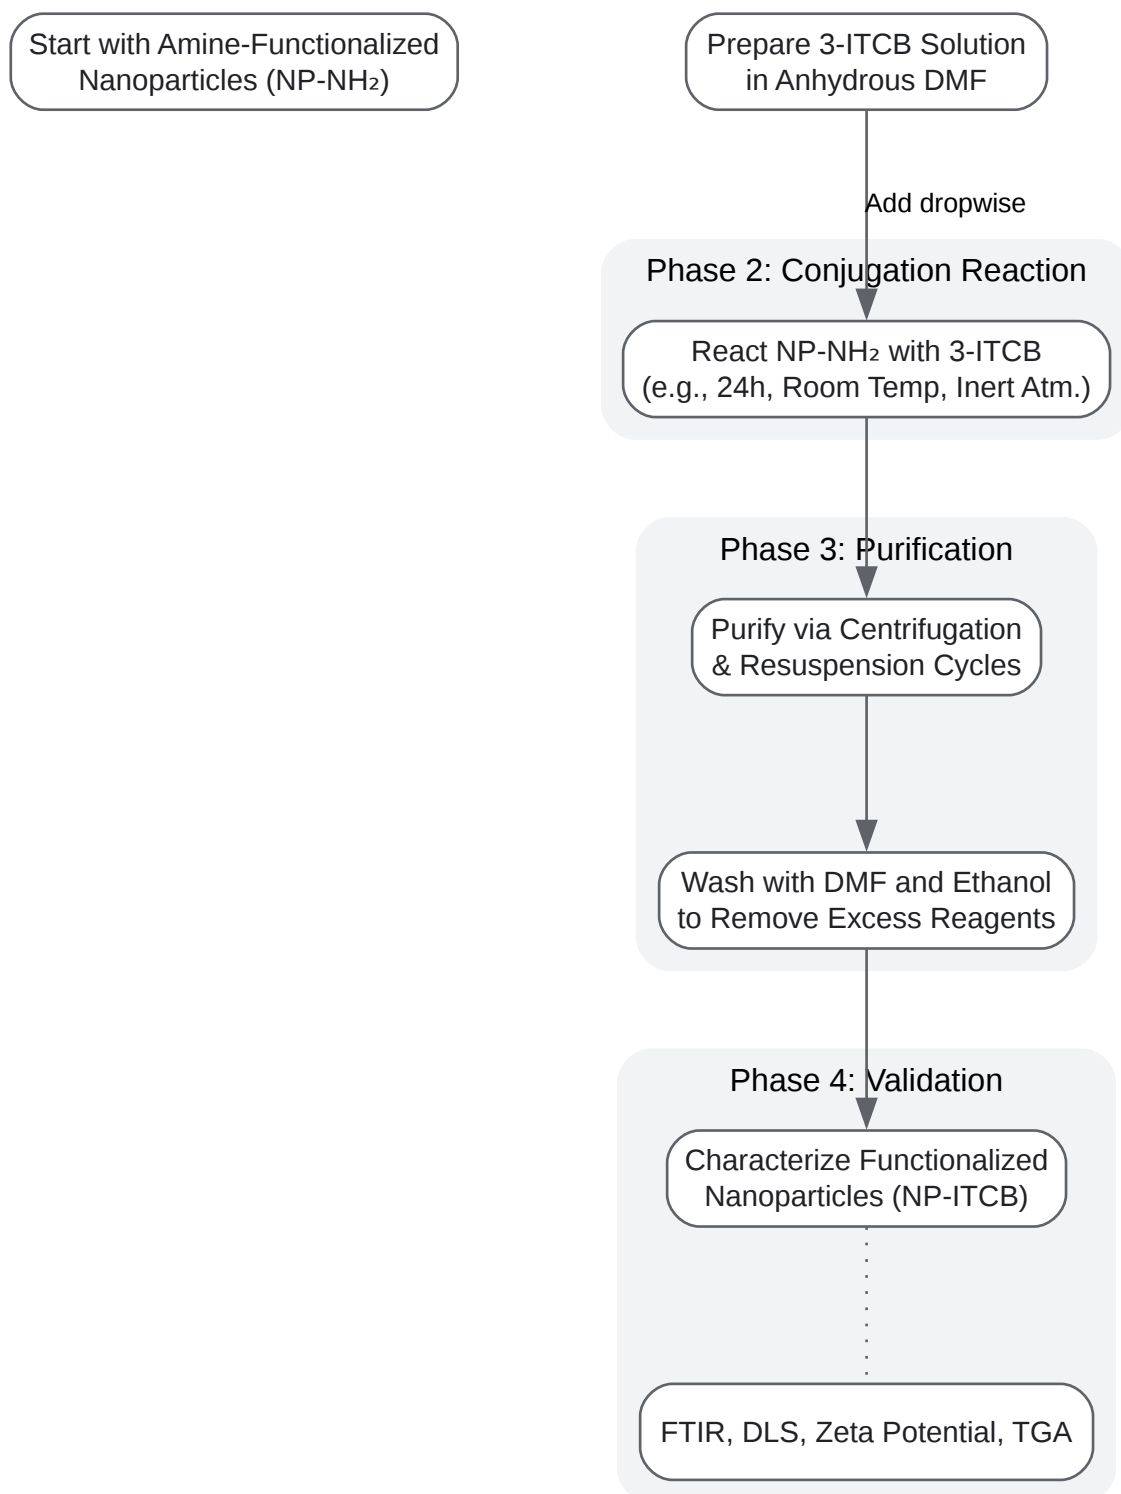 Start with Amine-Functionalized
Nanoparticles (NP-NH₂)
Prepare 3-ITCB Solution
in Anhydrous DMF
Add dropwise
Phase 2: Conjugation Reaction
React NP-NH₂ with 3-ITCB
(e.g., 24h, Room Temp, Inert Atm.)
Phase 3: Purification
Purify via Centrifugation
& Resuspension Cycles
Wash with DMF and Ethanol
to Remove Excess Reagents
Phase 4: Validation
Characterize Functionalized
Nanoparticles (NP-ITCB)
FTIR, DLS, Zeta Potential, TGA